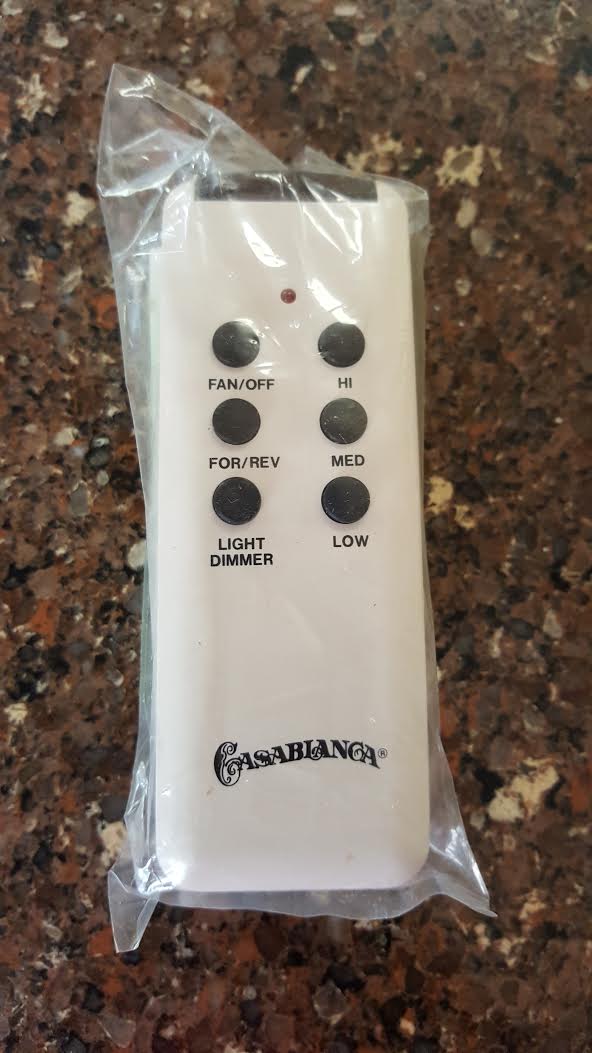 FAN/OFF HI
FOR/REV MED
LIGHT
DIMMER
LOW
CASABLANCA®